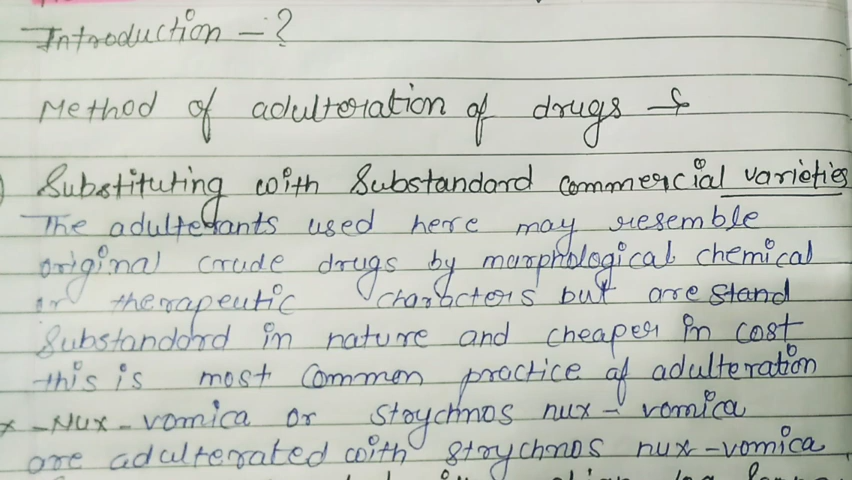 Introduction - ?
Method of adulteration of drugs
Substituting with Substandard commercial varieties
The adulterants used here may resemble
original crude drugs by marphological chemical
or therapeutic characters but are stand
Substandard in nature and cheaper in cost
this is most Common practice of adulteration
x - Nux - vomica or stoychnos nux - vomica
are adulterated with strychnos nux - vomica